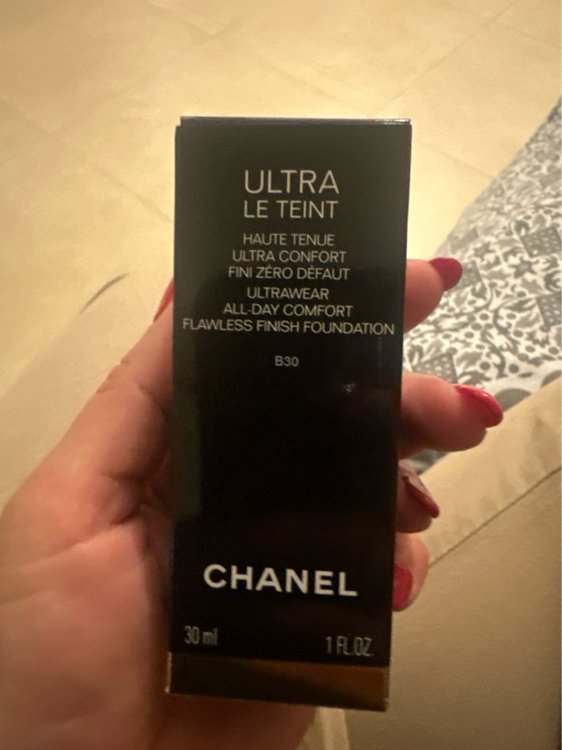 ULTRA
LE TEINT
HAUTE TENUE
ULTRA CONFORT
FINI ZÉRO DÉFAUT
ULTRAWEAR
ALL-DAY COMFORT
FLAWLESS FINISH FOUNDATION
B30
CHANEL
30 ml 1 FL.OZ.